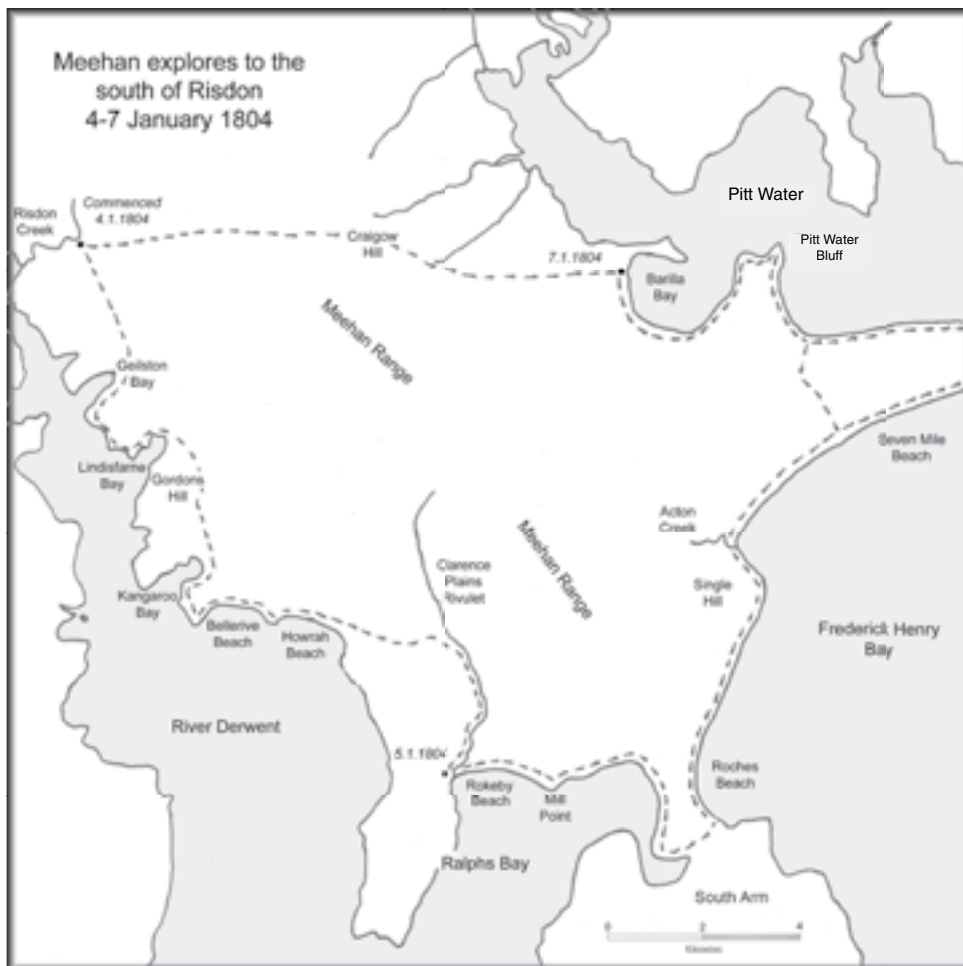 Meehan explores to the
south of Risdon
4-7 January 1804
Risdon
Creek
Commenced
4.1.1804
Craigow
Hill
Pitt Water
Pitt Water
Bluff
7.1.1804
Barilla
Bay
Meehan Range
Geilston
Bay
Lindisfarne
Bay
Gordons
Hill
Seven Mile
Beach
Acton
Creek
Meehan Range
Clarence
Plains
Rivulet
Single
Hill
Kangaroo
Bay
Bellerive
Beach
Howrah
Beach
Frederick Henry
Bay
River Derwent
5.1.1804
Rokeby
Beach
Mill
Point
Roches
Beach
Ralphs Bay
South Arm
0 2 4
Kilometres